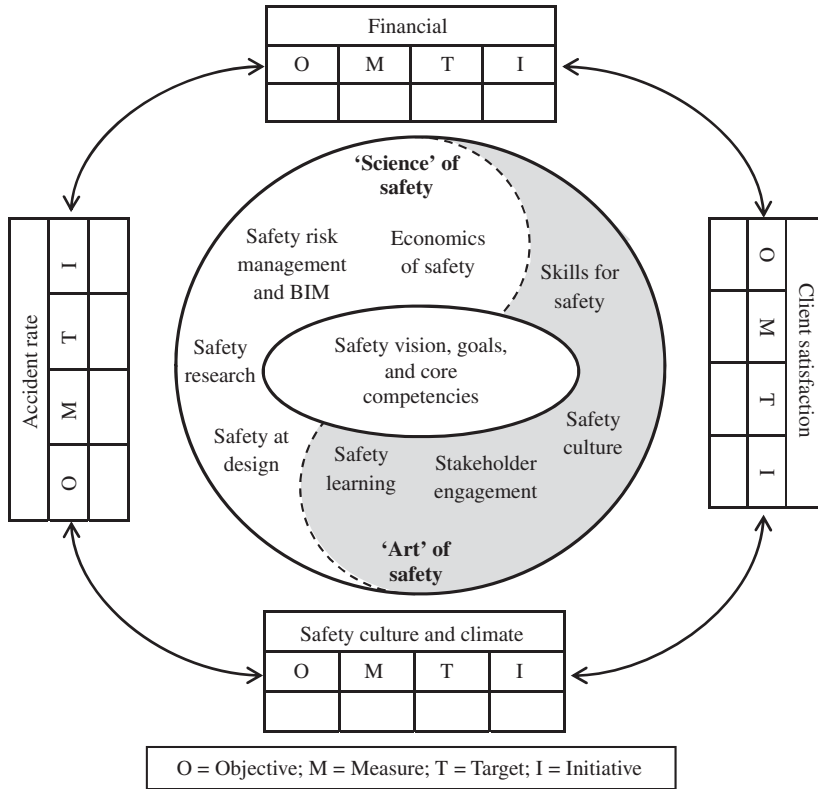 Financial
O M T I
'Science' of
safety
Safety risk
management
and BIM
Economics
of safety
Skills for
safety
Safety
research
Safety vision, goals,
and core
competencies
Safety
culture
Safety at
design
Safety
learning
Stakeholder
engagement
'Art' of
safety
Accident rate
O M T I
Client satisfaction
O M T I
Safety culture and climate
O M T I
O = Objective; M = Measure; T = Target; I = Initiative